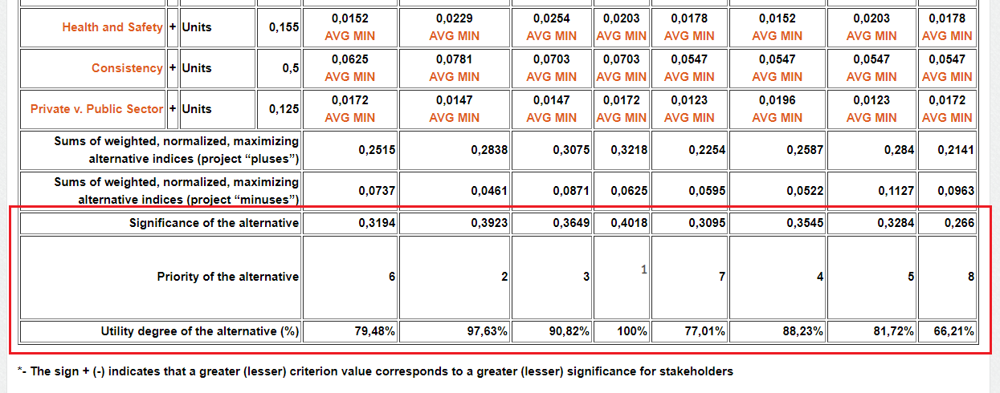 Health and Safety + Units 0,155 0,0152 0,0229 0,0254 0,0203 0,0178 0,0152 0,0203 0,0178
AVG MIN AVG MIN AVG MIN AVG MIN AVG MIN AVG MIN AVG MIN AVG MIN
Consistency + Units 0,5 0,0625 0,0781 0,0703 0,0703 0,0547 0,0547 0,0547 0,0547
AVG MIN AVG MIN AVG MIN AVG MIN AVG MIN AVG MIN AVG MIN AVG MIN
Private v. Public Sector + Units 0,125 0,0172 0,0147 0,0147 0,0172 0,0123 0,0196 0,0123 0,0172
AVG MIN AVG MIN AVG MIN AVG MIN AVG MIN AVG MIN AVG MIN AVG MIN
Sums of weighted, normalized, maximizing
alternative indices (project “pluses”) 0,2515 0,2838 0,3075 0,3218 0,2254 0,2587 0,284 0,2141
Sums of weighted, normalized, maximizing
alternative indices (project “minuses”) 0,0737 0,0461 0,0871 0,0625 0,0595 0,0522 0,1127 0,0963
Significance of the alternative 0,3194 0,3923 0,3649 0,4018 0,3095 0,3545 0,3284 0,266
Priority of the alternative 6 2 3 1 7 4 5 8
Utility degree of the alternative (%) 79,48% 97,63% 90,82% 100% 77,01% 88,23% 81,72% 66,21%
*- The sign + (-) indicates that a greater (lesser) criterion value corresponds to a greater (lesser) significance for stakeholders